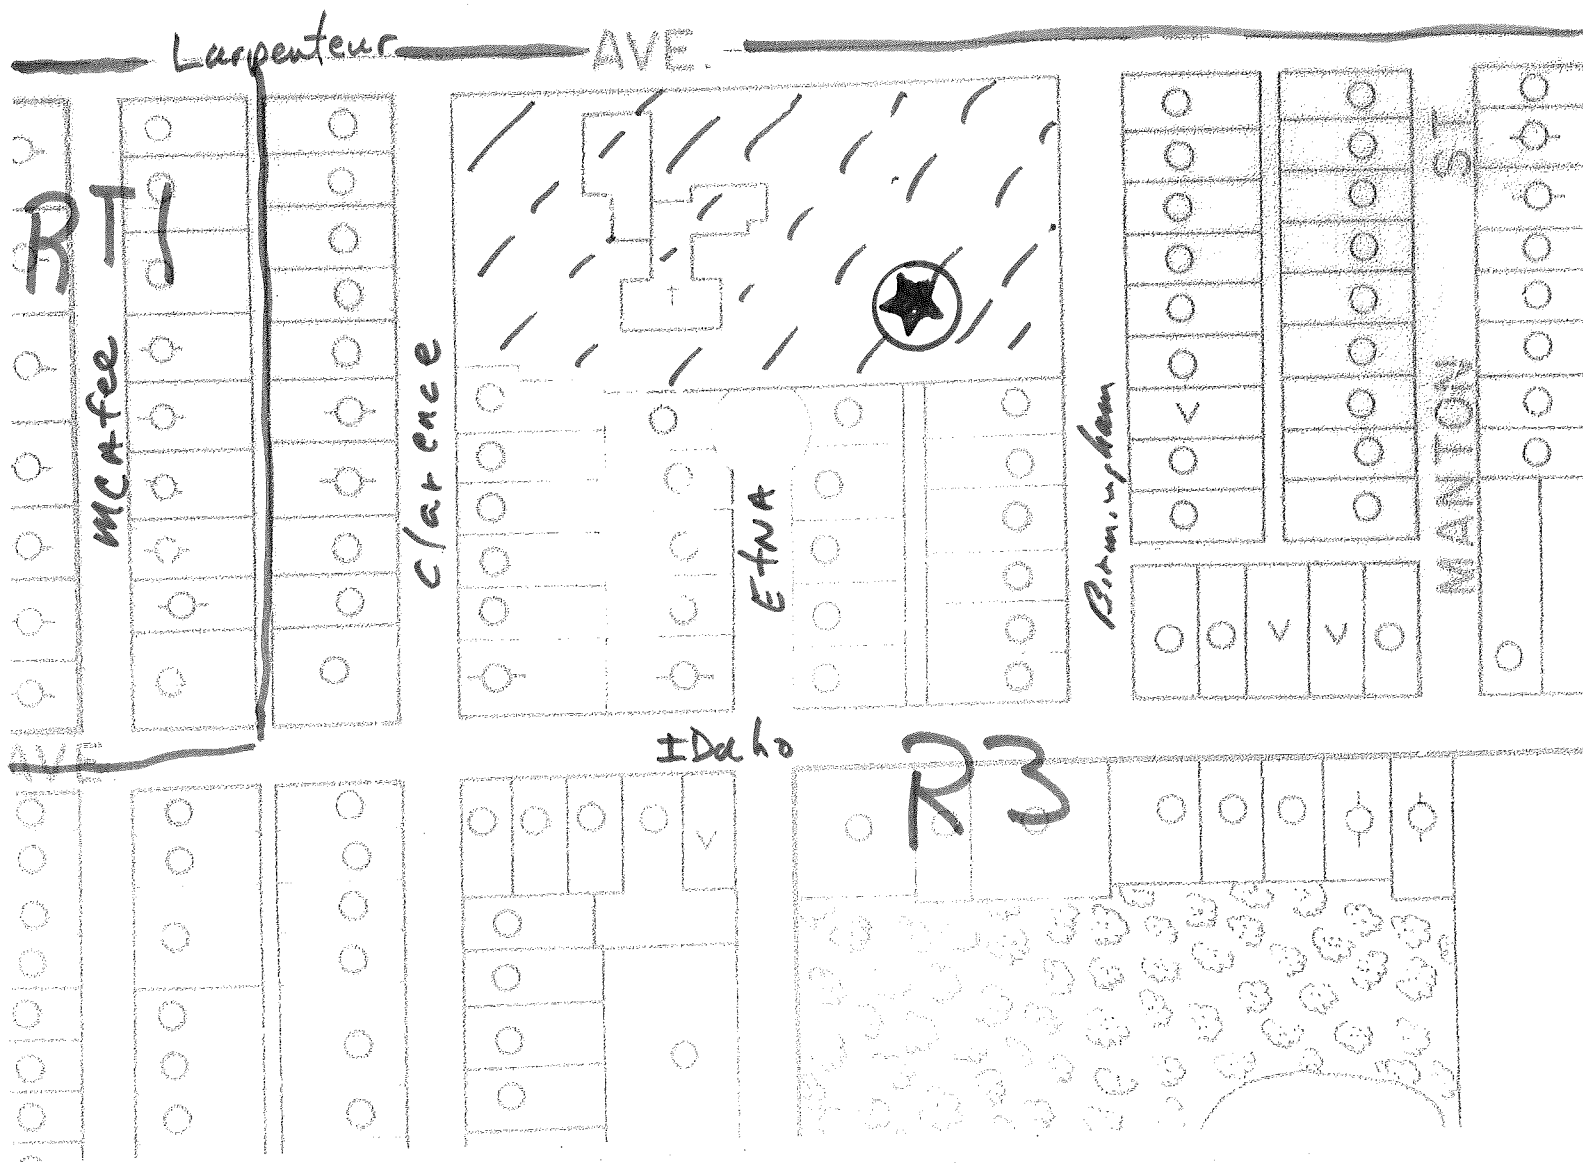 Larpenteur AVE.
ST
RT1
McAfee
Clarence
EtNA
Birmingham
MANTON
V
V V
IDaho
AVE.
R3
V